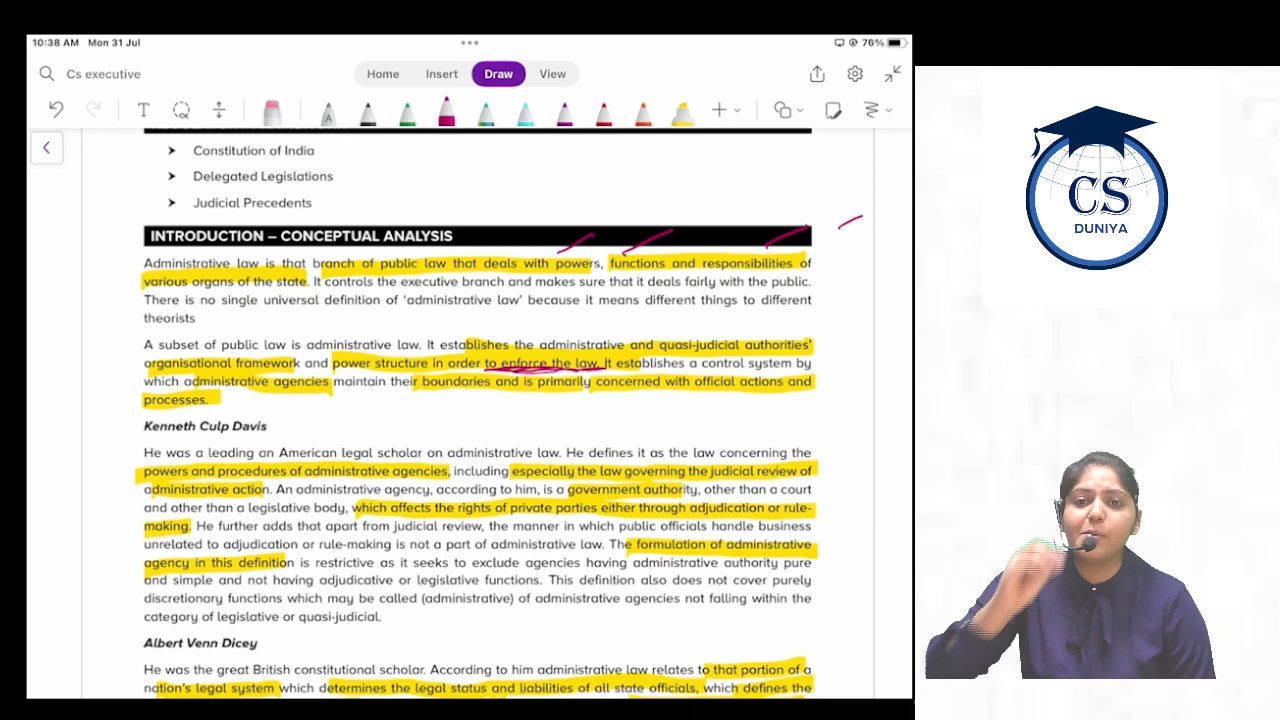 10:38 AM Mon 31 Jul
76%
Cs executive
Home Insert Draw View
T
A
Constitution of India
Delegated Legislations
Judicial Precedents
INTRODUCTION – CONCEPTUAL ANALYSIS
Administrative law is that branch of public law that deals with powers, functions and responsibilities of
various organs of the state. It controls the executive branch and makes sure that it deals fairly with the public.
There is no single universal definition of ‘administrative law’ because it means different things to different
theorists
A subset of public law is administrative law. It establishes the administrative and quasi-judicial authorities’
organisational framework and power structure in order to enforce the law. It establishes a control system by
which administrative agencies maintain their boundaries and is primarily concerned with official actions and
processes.
Kenneth Culp Davis
He was a leading an American legal scholar on administrative law. He defines it as the law concerning the
powers and procedures of administrative agencies, including especially the law governing the judicial review of
administrative action. An administrative agency, according to him, is a government authority, other than a court
and other than a legislative body, which affects the rights of private parties either through adjudication or rule-
making. He further adds that apart from judicial review, the manner in which public officials handle business
unrelated to adjudication or rule-making is not a part of administrative law. The formulation of administrative
agency in this definition is restrictive as it seeks to exclude agencies having administrative authority pure
and simple and not having adjudicative or legislative functions. This definition also does not cover purely
discretionary functions which may be called (administrative) of administrative agencies not falling within the
category of legislative or quasi-judicial.
Albert Venn Dicey
He was the great British constitutional scholar. According to him administrative law relates to that portion of a
nation’s legal system which determines the legal status and liabilities of all state officials, which defines the
CS
DUNIYA